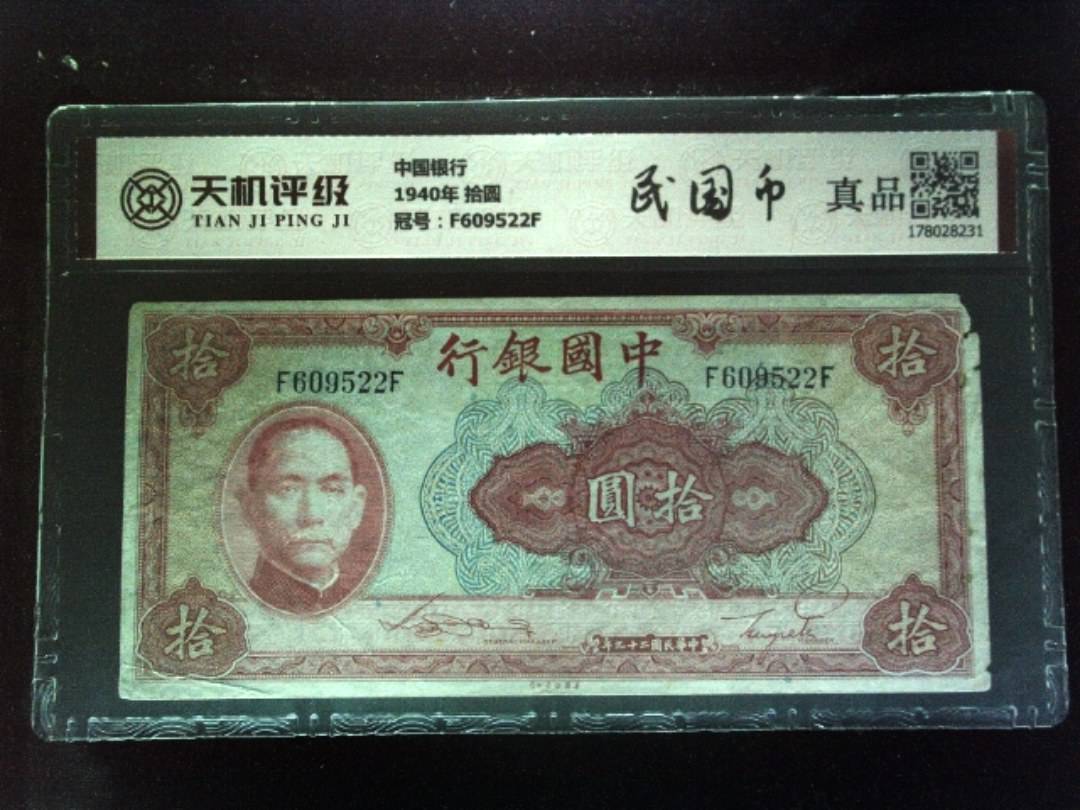 天机评级
TIAN JI PING JI
中国银行
1940年 拾圆
冠号：F609522F
民国币
真品
178028231
拾
行銀國中
拾
F609522F
F609522F
圓拾
拾
年九十二國民華中
拾